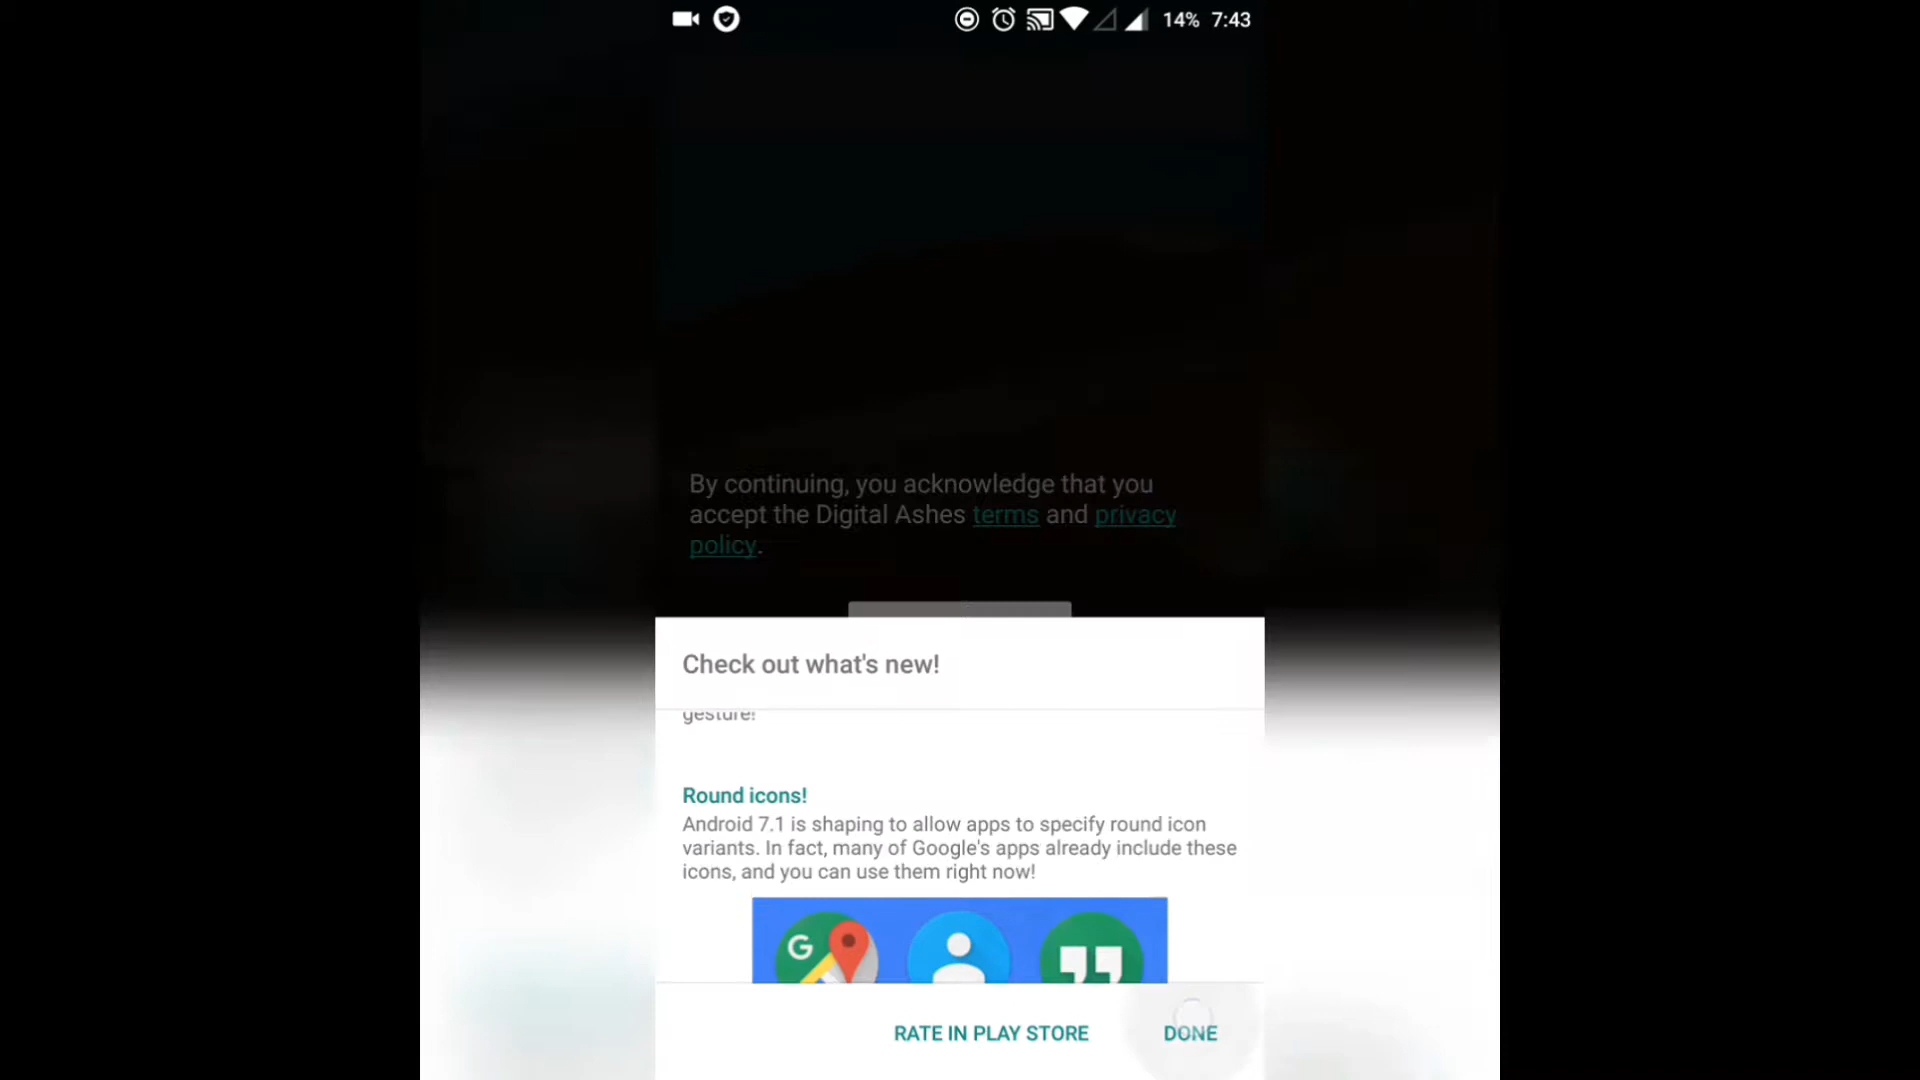 14% 7:43
By continuing, you acknowledge that you
accept the Digital Ashes terms and privacy
policy.
Check out what's new!
gesture!
Round icons!
Android 7.1 is shaping to allow apps to specify round icon
variants. In fact, many of Google's apps already include these
icons, and you can use them right now!
G
RATE IN PLAY STORE DONE